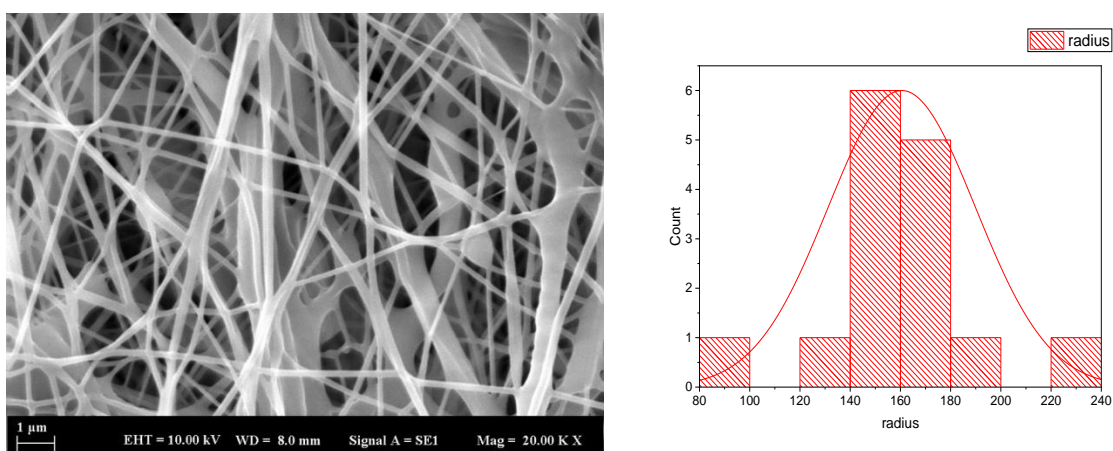 1 µm
EHT = 10.00 kV WD = 8.0 mm Signal A = SE1 Mag = 20.00 K X
radius
6
5
4
3
2
1
0
Count
80 100 120 140 160 180 200 220 240
radius